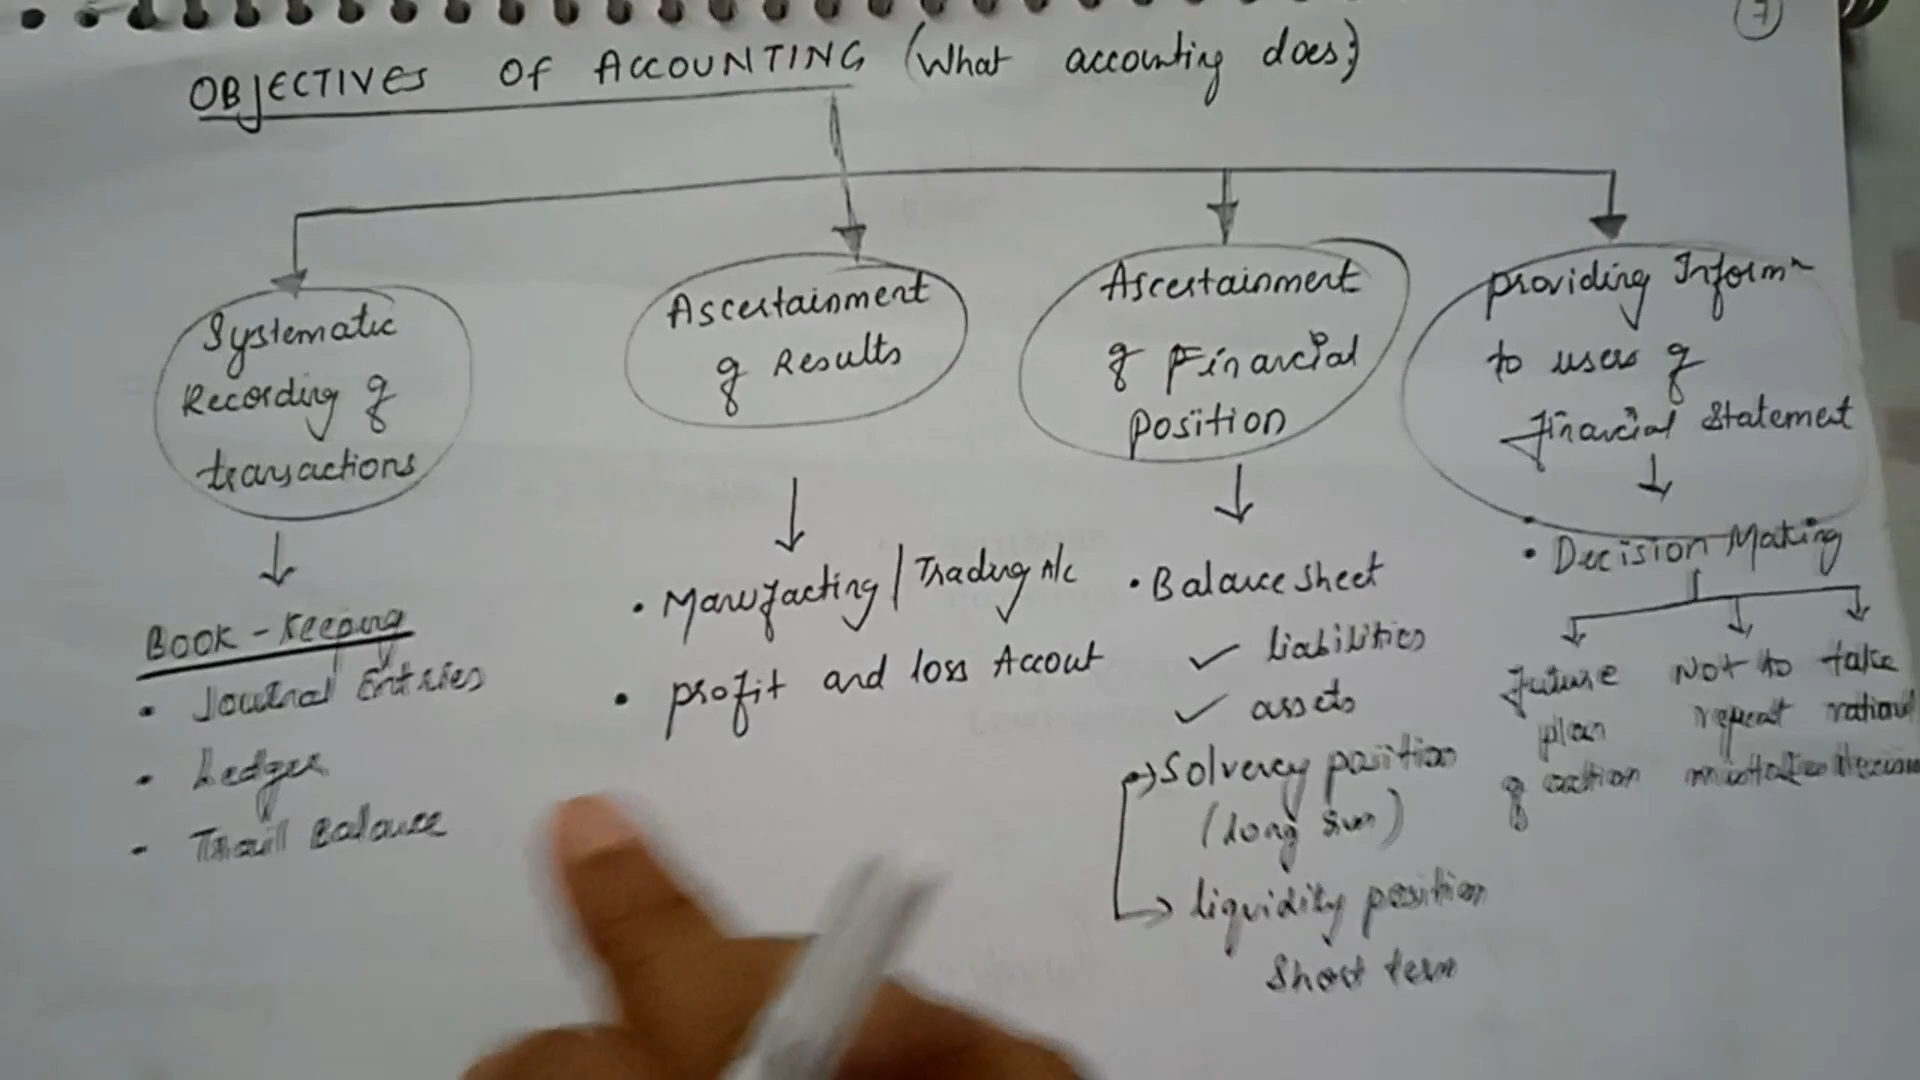 7
OBJECTIVES OF ACCOUNTING (What accounting does?)
Systematic
Recording of
transactions
Book - Keeping
• Journal Entries
• Ledger
- Trail Balance
Ascertainment
of Results
• Manufacting / Trading A/c
• profit and loss Accout
Ascertainment
of Financial
position
• Balance sheet
✓ liabilities
✓ assets
→ Solvency position
(long run)
→ liquidity position
Short term
providing Inform^n
to users of
financial Statement
• Decision Making
future
plan
of action
Not to
repeat
mistake
take
rational
decision